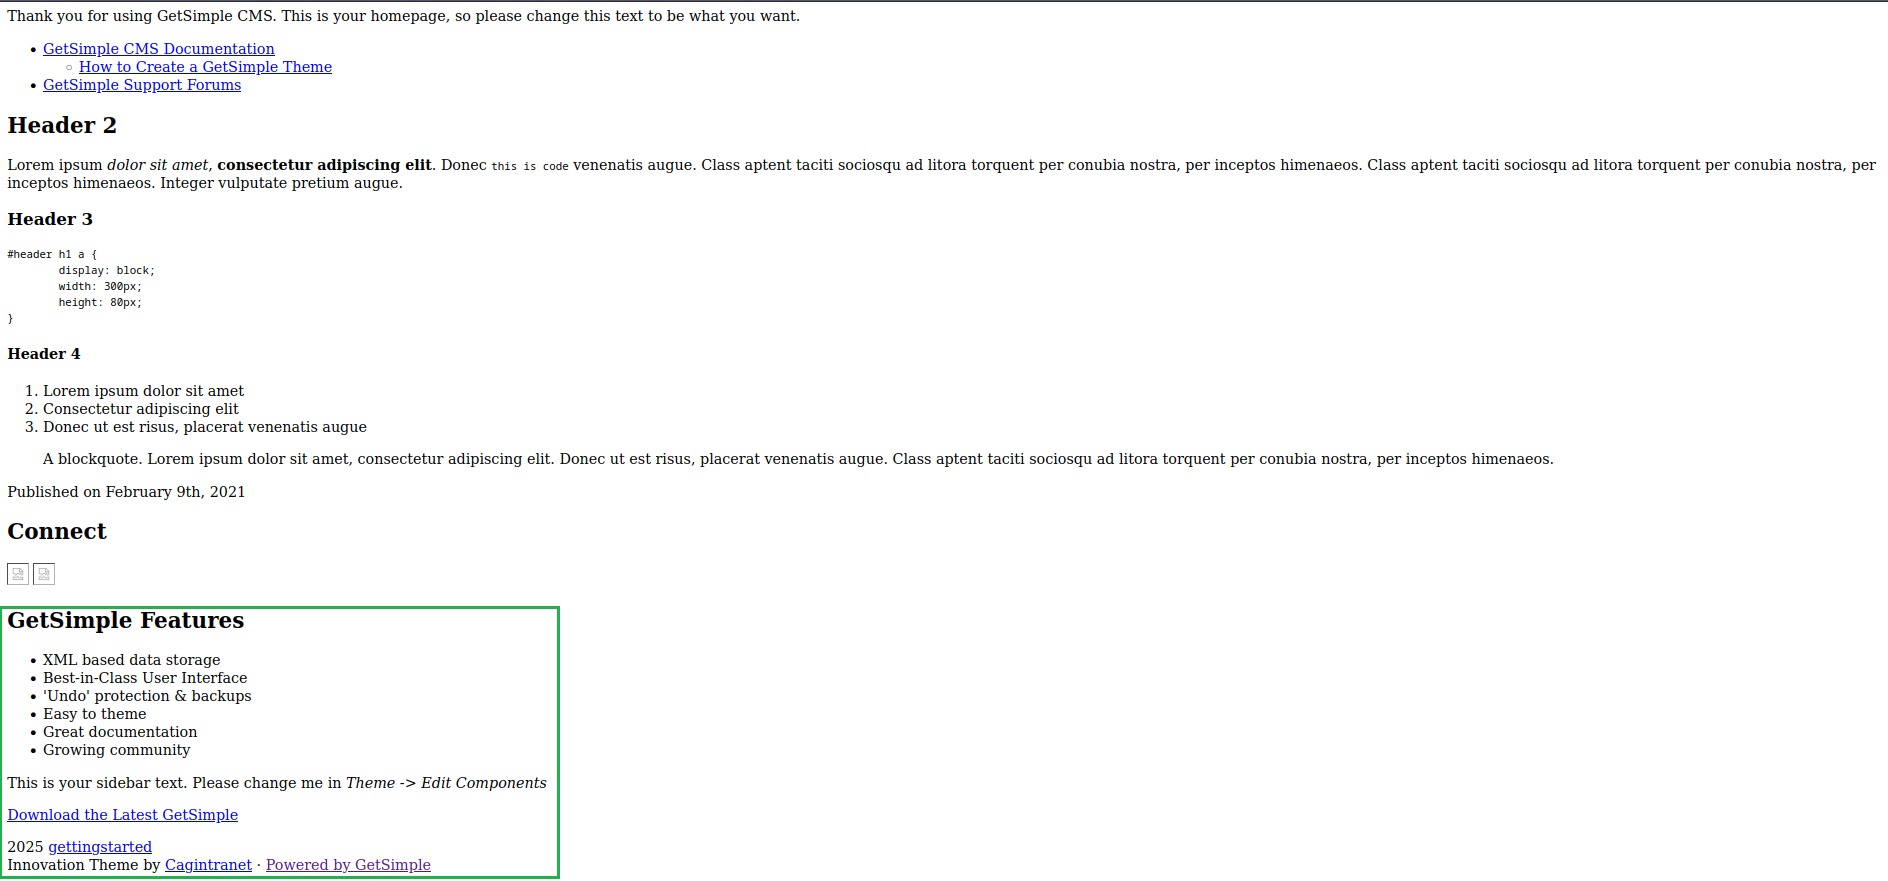 Thank you for using GetSimple CMS. This is your homepage, so please change this text to be what you want.
• GetSimple CMS Documentation
◦ How to Create a GetSimple Theme
• GetSimple Support Forums
Header 2
Lorem ipsum dolor sit amet, consectetur adipiscing elit. Donec this is code venenatis augue. Class aptent taciti sociosqu ad litora torquent per conubia nostra, per inceptos himenaeos. Class aptent taciti sociosqu ad litora torquent per conubia nostra, per
inceptos himenaeos. Integer vulputate pretium augue.
Header 3
#header h1 a {
        display: block;
        width: 300px;
        height: 80px;
}
Header 4
1. Lorem ipsum dolor sit amet
2. Consectetur adipiscing elit
3. Donec ut est risus, placerat venenatis augue
A blockquote. Lorem ipsum dolor sit amet, consectetur adipiscing elit. Donec ut est risus, placerat venenatis augue. Class aptent taciti sociosqu ad litora torquent per conubia nostra, per inceptos himenaeos.
Published on February 9th, 2021
Connect
GetSimple Features
• XML based data storage
• Best-in-Class User Interface
• 'Undo' protection & backups
• Easy to theme
• Great documentation
• Growing community
This is your sidebar text. Please change me in Theme -> Edit Components
Download the Latest GetSimple
2025 gettingstarted
Innovation Theme by Cagintranet · Powered by GetSimple